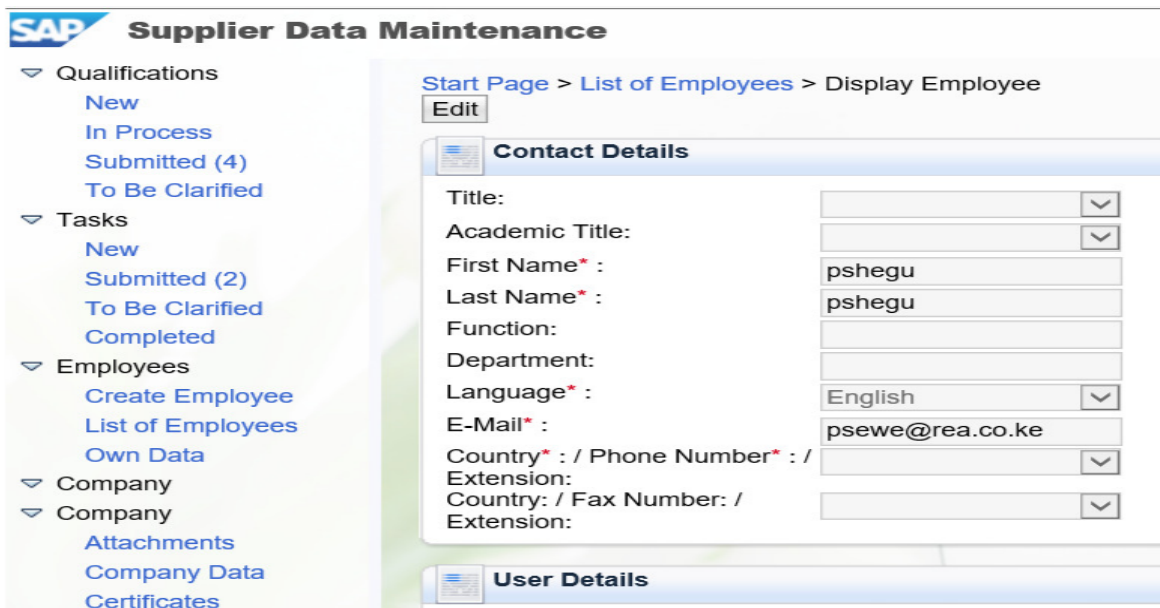 SAP Supplier Data Maintenance
Qualifications
New
In Process
Submitted (4)
To Be Clarified
Tasks
New
Submitted (2)
To Be Clarified
Completed
Employees
Create Employee
List of Employees
Own Data
Company
Company
Attachments
Company Data
Certificates
Start Page > List of Employees > Display Employee
Edit
Contact Details
Title:
Academic Title:
First Name* : pshegu
Last Name* : pshegu
Function:
Department:
Language* : English
E-Mail* : psewe@rea.co.ke
Country* : / Phone Number* : /
Extension:
Country: / Fax Number: /
Extension:
User Details